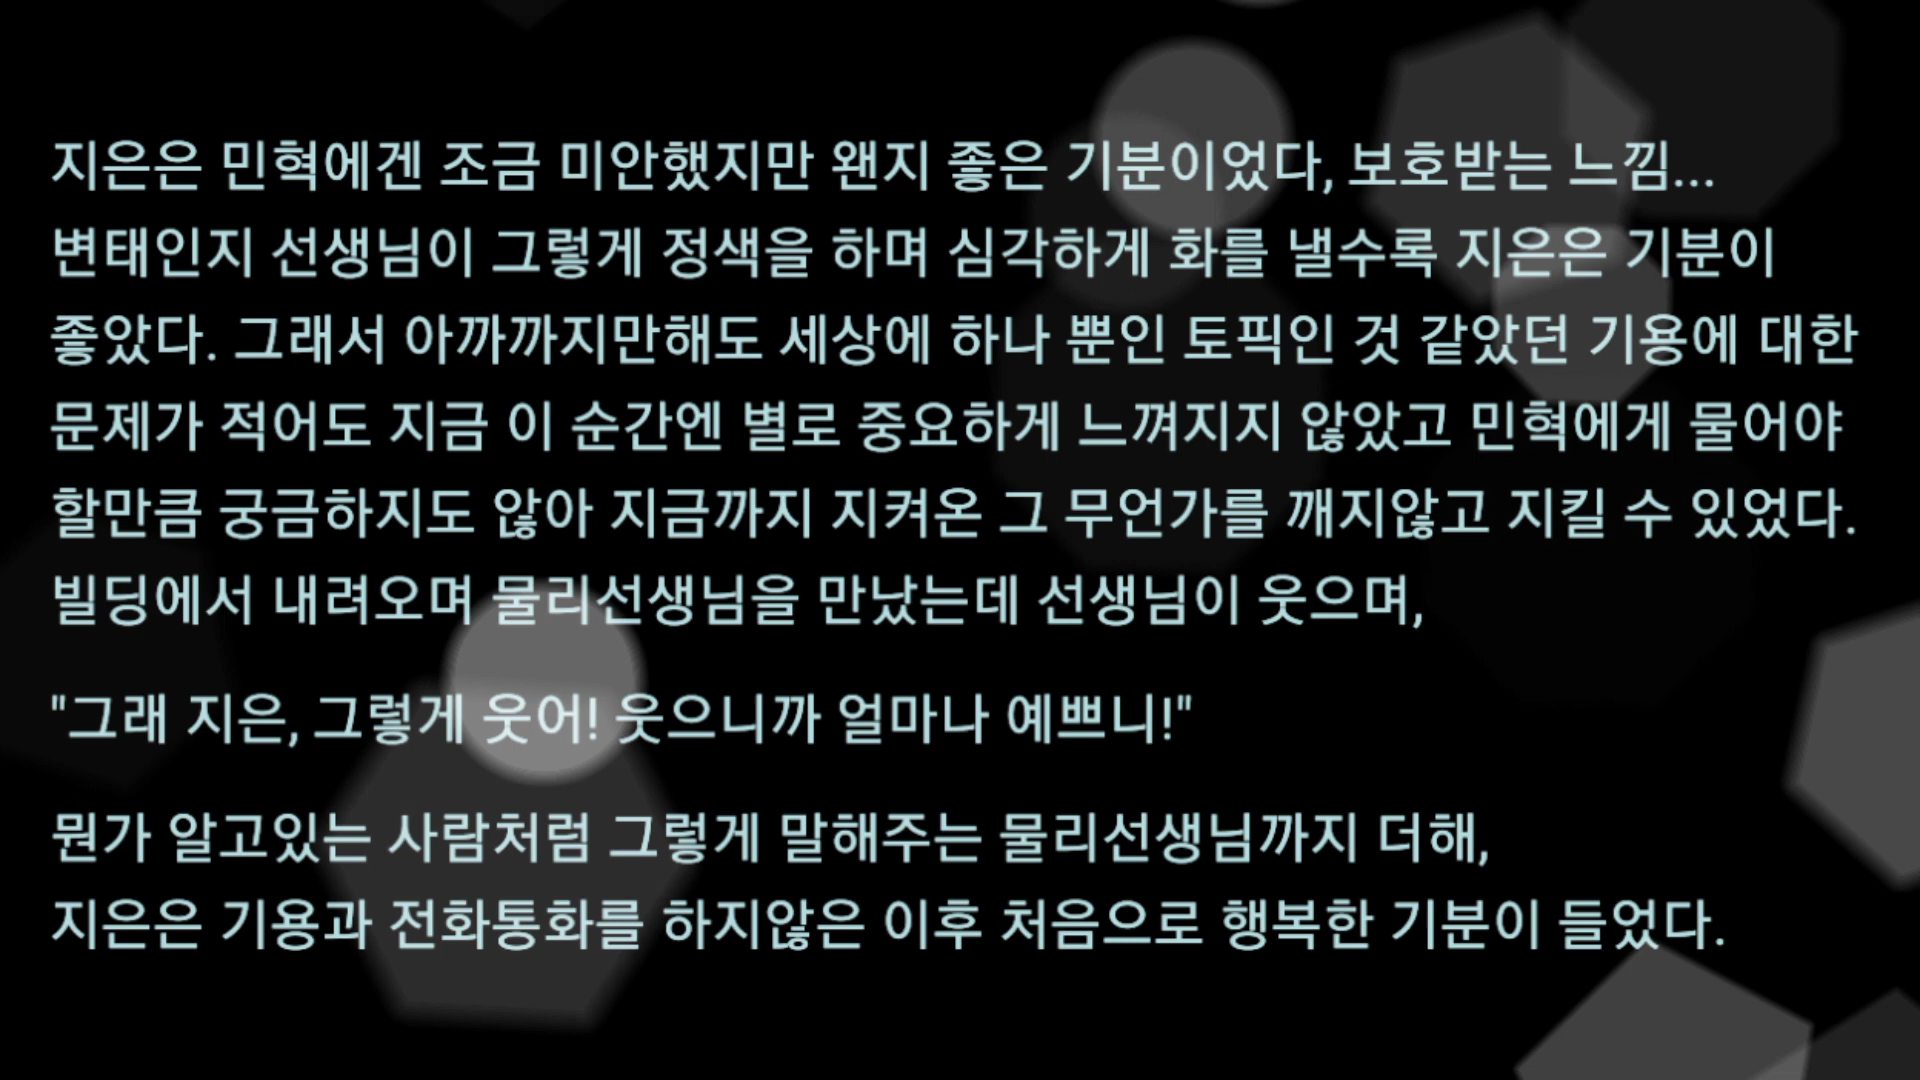 지은은 민혁에겐 조금 미안했지만 왠지 좋은 기분이었다, 보호받는 느낌...
변태인지 선생님이 그렇게 정색을 하며 심각하게 화를 낼수록 지은은 기분이
좋았다. 그래서 아까까지만해도 세상에 하나 뿐인 토픽인 것 같았던 기용에 대한
문제가 적어도 지금 이 순간엔 별로 중요하게 느껴지지 않았고 민혁에게 물어야
할만큼 궁금하지도 않아 지금까지 지켜온 그 무언가를 깨지않고 지킬 수 있었다.
빌딩에서 내려오며 물리선생님을 만났는데 선생님이 웃으며,
"그래 지은, 그렇게 웃어! 웃으니까 얼마나 예쁘니!"
뭔가 알고있는 사람처럼 그렇게 말해주는 물리선생님까지 더해,
지은은 기용과 전화통화를 하지않은 이후 처음으로 행복한 기분이 들었다.